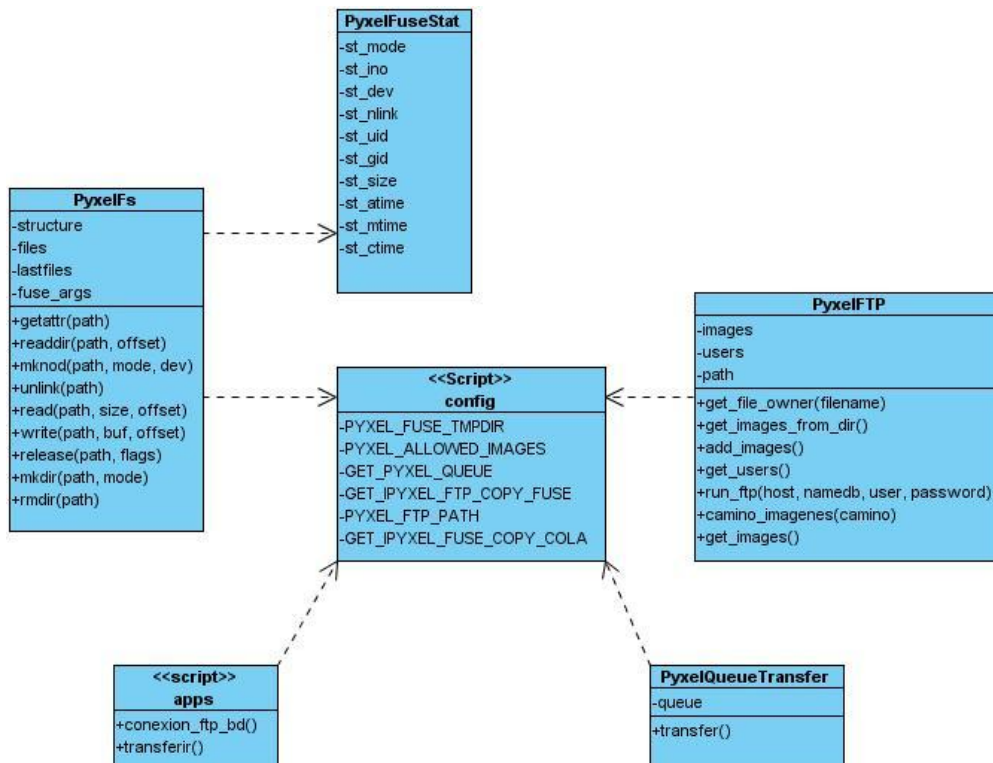 PyxelFuseStat
-st_mode
-st_ino
-st_dev
-st_nlink
-st_uid
-st_gid
-st_size
-st_atime
-st_mtime
-st_ctime
PyxelFs
-structure
-files
-lastfiles
-fuse_args
+getattr(path)
+readdir(path, offset)
+mknod(path, mode, dev)
+unlink(path)
+read(path, size, offset)
+write(path, buf, offset)
+release(path, flags)
+mkdir(path, mode)
+rmdir(path)
<<Script>>
config
-PYXEL_FUSE_TMPDIR
-PYXEL_ALLOWED_IMAGES
-GET_PYXEL_QUEUE
-GET_IPYXEL_FTP_COPY_FUSE
-PYXEL_FTP_PATH
-GET_IPYXEL_FUSE_COPY_COLA
PyxelFTP
-images
-users
-path
+get_file_owner(filename)
+get_images_from_dir()
+add_images()
+get_users()
+run_ftp(host, namedb, user, password)
+camino_imagenes(camino)
+get_images()
<<script>>
apps
+conexion_ftp_bd()
+transferir()
PyxelQueueTransfer
-queue
+transfer()